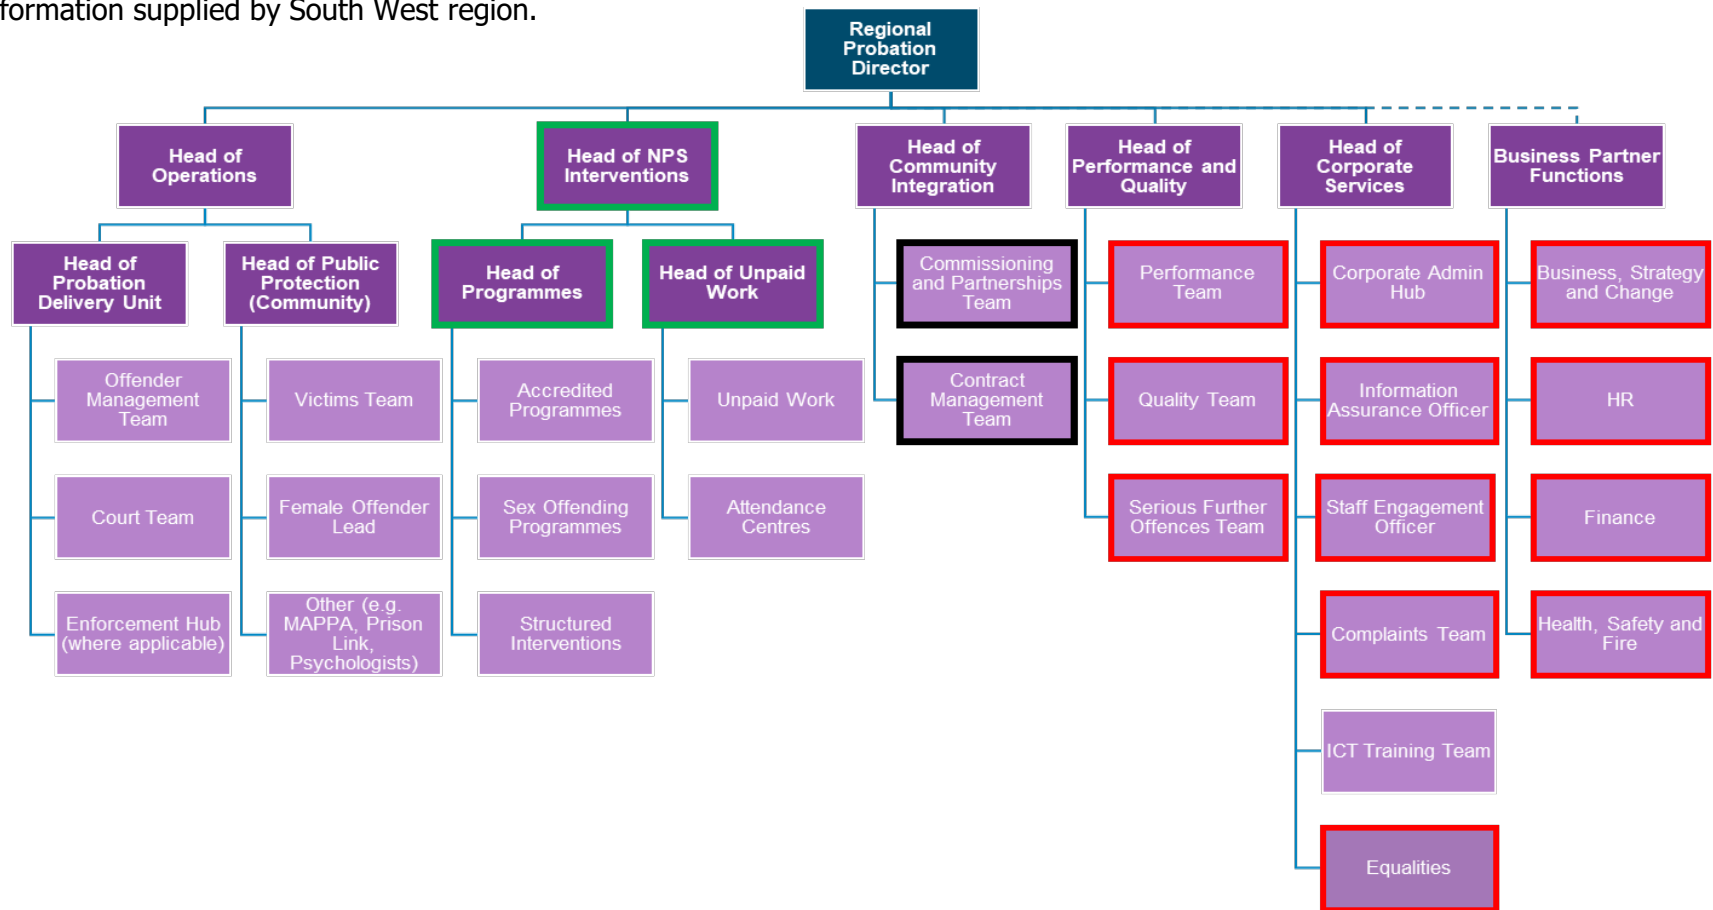 formation supplied by South West region.
Regional
Probation
Director
Head of
Operations
Head of NPS
Interventions
Head of
Community
Integration
Head of
Performance and
Quality
Head of
Corporate
Services
Business Partner
Functions
Head of
Probation
Delivery Unit
Head of Public
Protection
(Community)
Head of
Programmes
Head of Unpaid
Work
Commissioning
and Partnerships
Team
Performance
Team
Corporate Admin
Hub
Business, Strategy
and Change
Offender
Management
Team
Victims Team
Accredited
Programmes
Unpaid Work
Contract
Management
Team
Quality Team
Information
Assurance Officer
HR
Court Team
Female Offender
Lead
Sex Offending
Programmes
Attendance
Centres
Serious Further
Offences Team
Staff Engagement
Officer
Finance
Enforcement Hub
(where applicable)
Other (e.g.
MAPPA, Prison
Link,
Psychologists)
Structured
Interventions
Complaints Team
Health, Safety and
Fire
ICT Training Team
Equalities